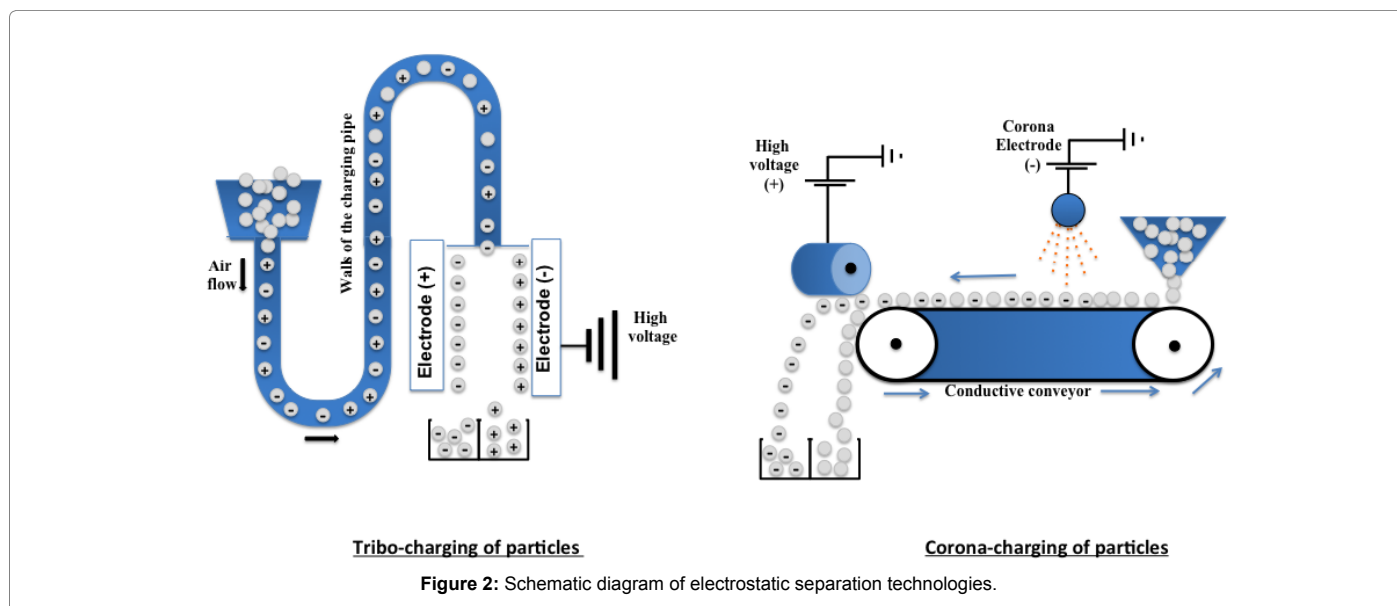 Walls of the charging pipe
Air
flow
Electrode (+)
Electrode (-)
High
voltage
Tribo-charging of particles
High
voltage
(+)
Corona
Electrode
(-)
Conductive conveyor
Corona-charging of particles
Figure 2: Schematic diagram of electrostatic separation technologies.